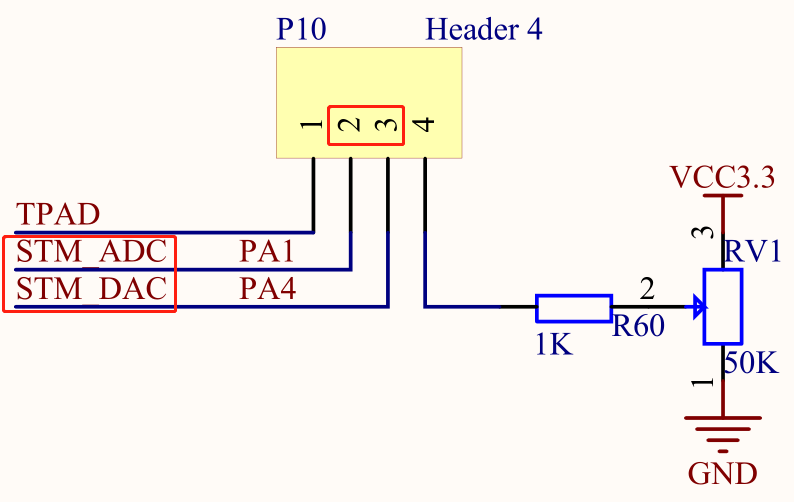 P10 Header 4
1 2 3 4
TPAD
STM_ADC PA1
STM_DAC PA4
VCC3.3
3 RV1
2
1K R60
50K
1
GND